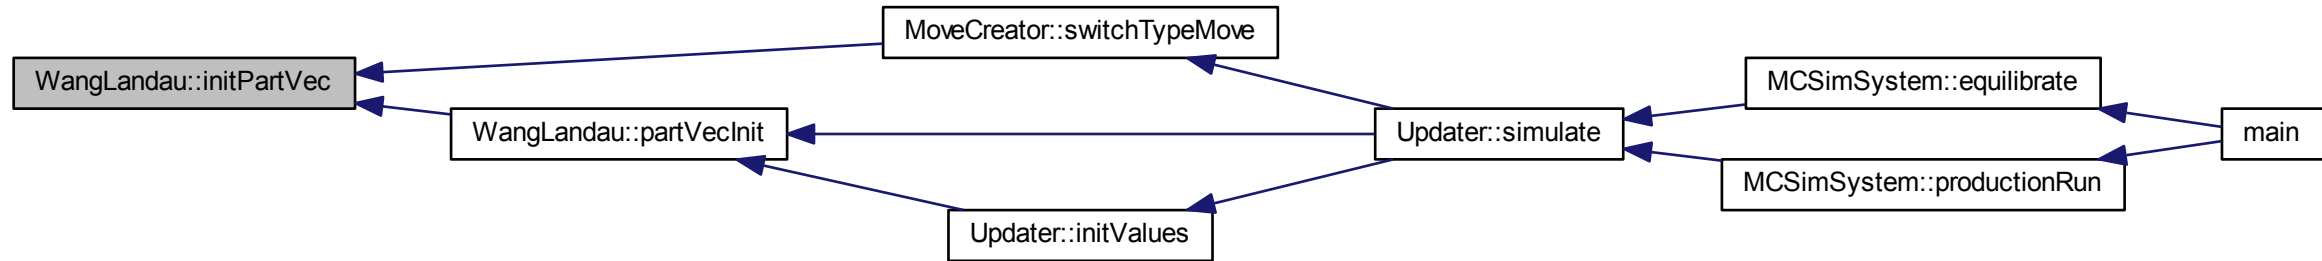 MoveCreator::switchTypeMove
WangLandau::initPartVec
MCSimSystem::equilibrate
WangLandau::partVecInit
Updater::simulate
main
MCSimSystem::productionRun
Updater::initValues